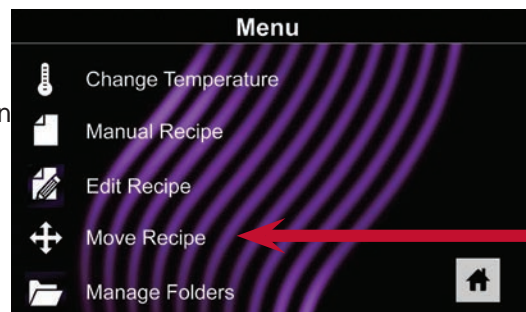 Menu
Change Temperature
n
Manual Recipe
Edit Recipe
Move Recipe
Manage Folders